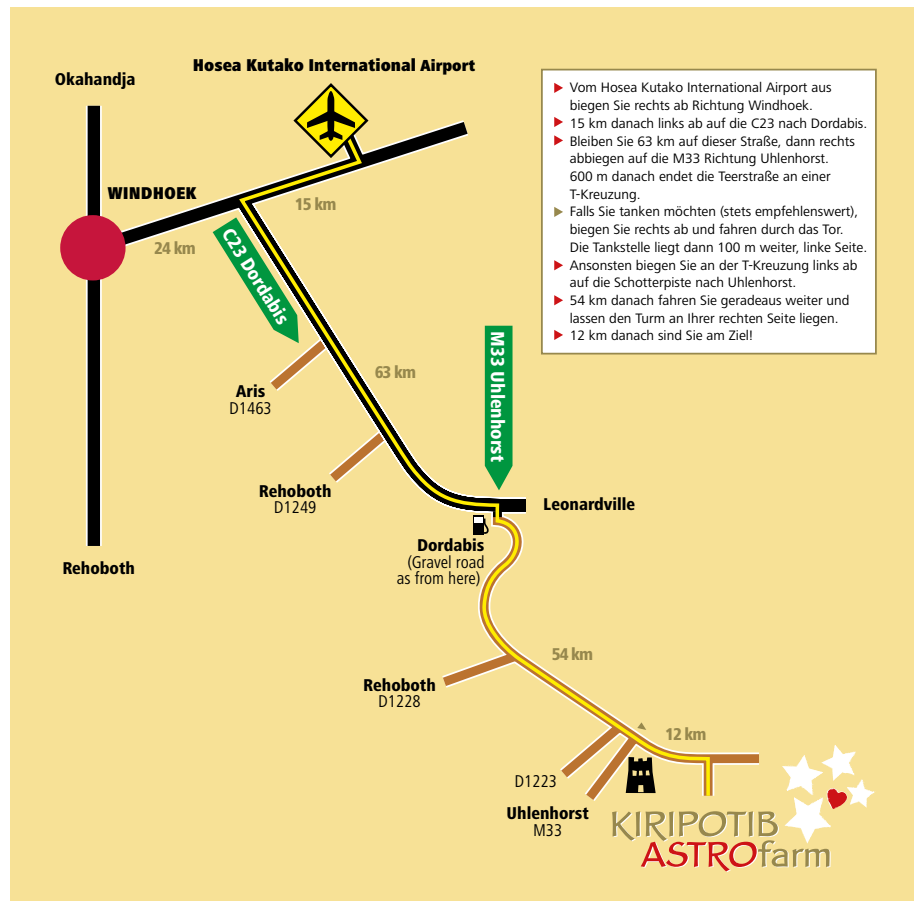 Hosea Kutako International Airport
Okahandja
▶ Vom Hosea Kutako International Airport aus
biegen Sie rechts ab Richtung Windhoek.
▶ 15 km danach links ab auf die C23 nach Dordabis.
▶ Bleiben Sie 63 km auf dieser Straße, dann rechts
abbiegen auf die M33 Richtung Uhlenhorst.
600 m danach endet die Teerstraße an einer
T-Kreuzung.
▶ Falls Sie tanken möchten (stets empfehlenswert),
biegen Sie rechts ab und fahren durch das Tor.
Die Tankstelle liegt dann 100 m weiter, linke Seite.
▶ Ansonsten biegen Sie an der T-Kreuzung links ab
auf die Schotterpiste nach Uhlenhorst.
▶ 54 km danach fahren Sie geradeaus weiter und
lassen den Turm an Ihrer rechten Seite liegen.
▶ 12 km danach sind Sie am Ziel!
WINDHOEK
15 km
24 km
C23 Dordabis
M33 Uhlenhorst
63 km
Aris
D1463
Rehoboth
D1249
Leonardville
Dordabis
(Gravel road
as from here)
Rehoboth
54 km
Rehoboth
D1228
12 km
D1223
Uhlenhorst
M33
KIRIPOTIB
ASTROfarm